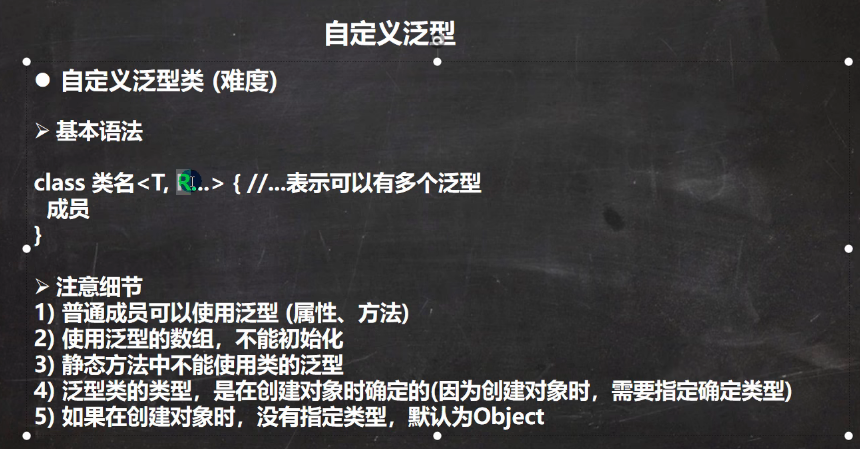 自定义泛型
● 自定义泛型类 (难度)
➢ 基本语法
class 类名<T, R...> { //...表示可以有多个泛型
成员
}
➢ 注意细节
1) 普通成员可以使用泛型 (属性、方法)
2) 使用泛型的数组，不能初始化
3) 静态方法中不能使用类的泛型
4) 泛型类的类型，是在创建对象时确定的(因为创建对象时，需要指定确定类型)
5) 如果在创建对象时，没有指定类型，默认为Object